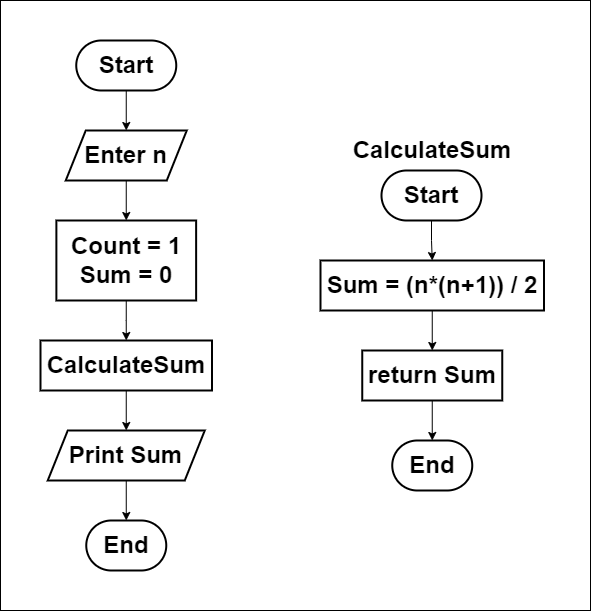 Start
Enter n
Count = 1
Sum = 0
CalculateSum
Print Sum
End
CalculateSum
Start
Sum = (n*(n+1)) / 2
return Sum
End